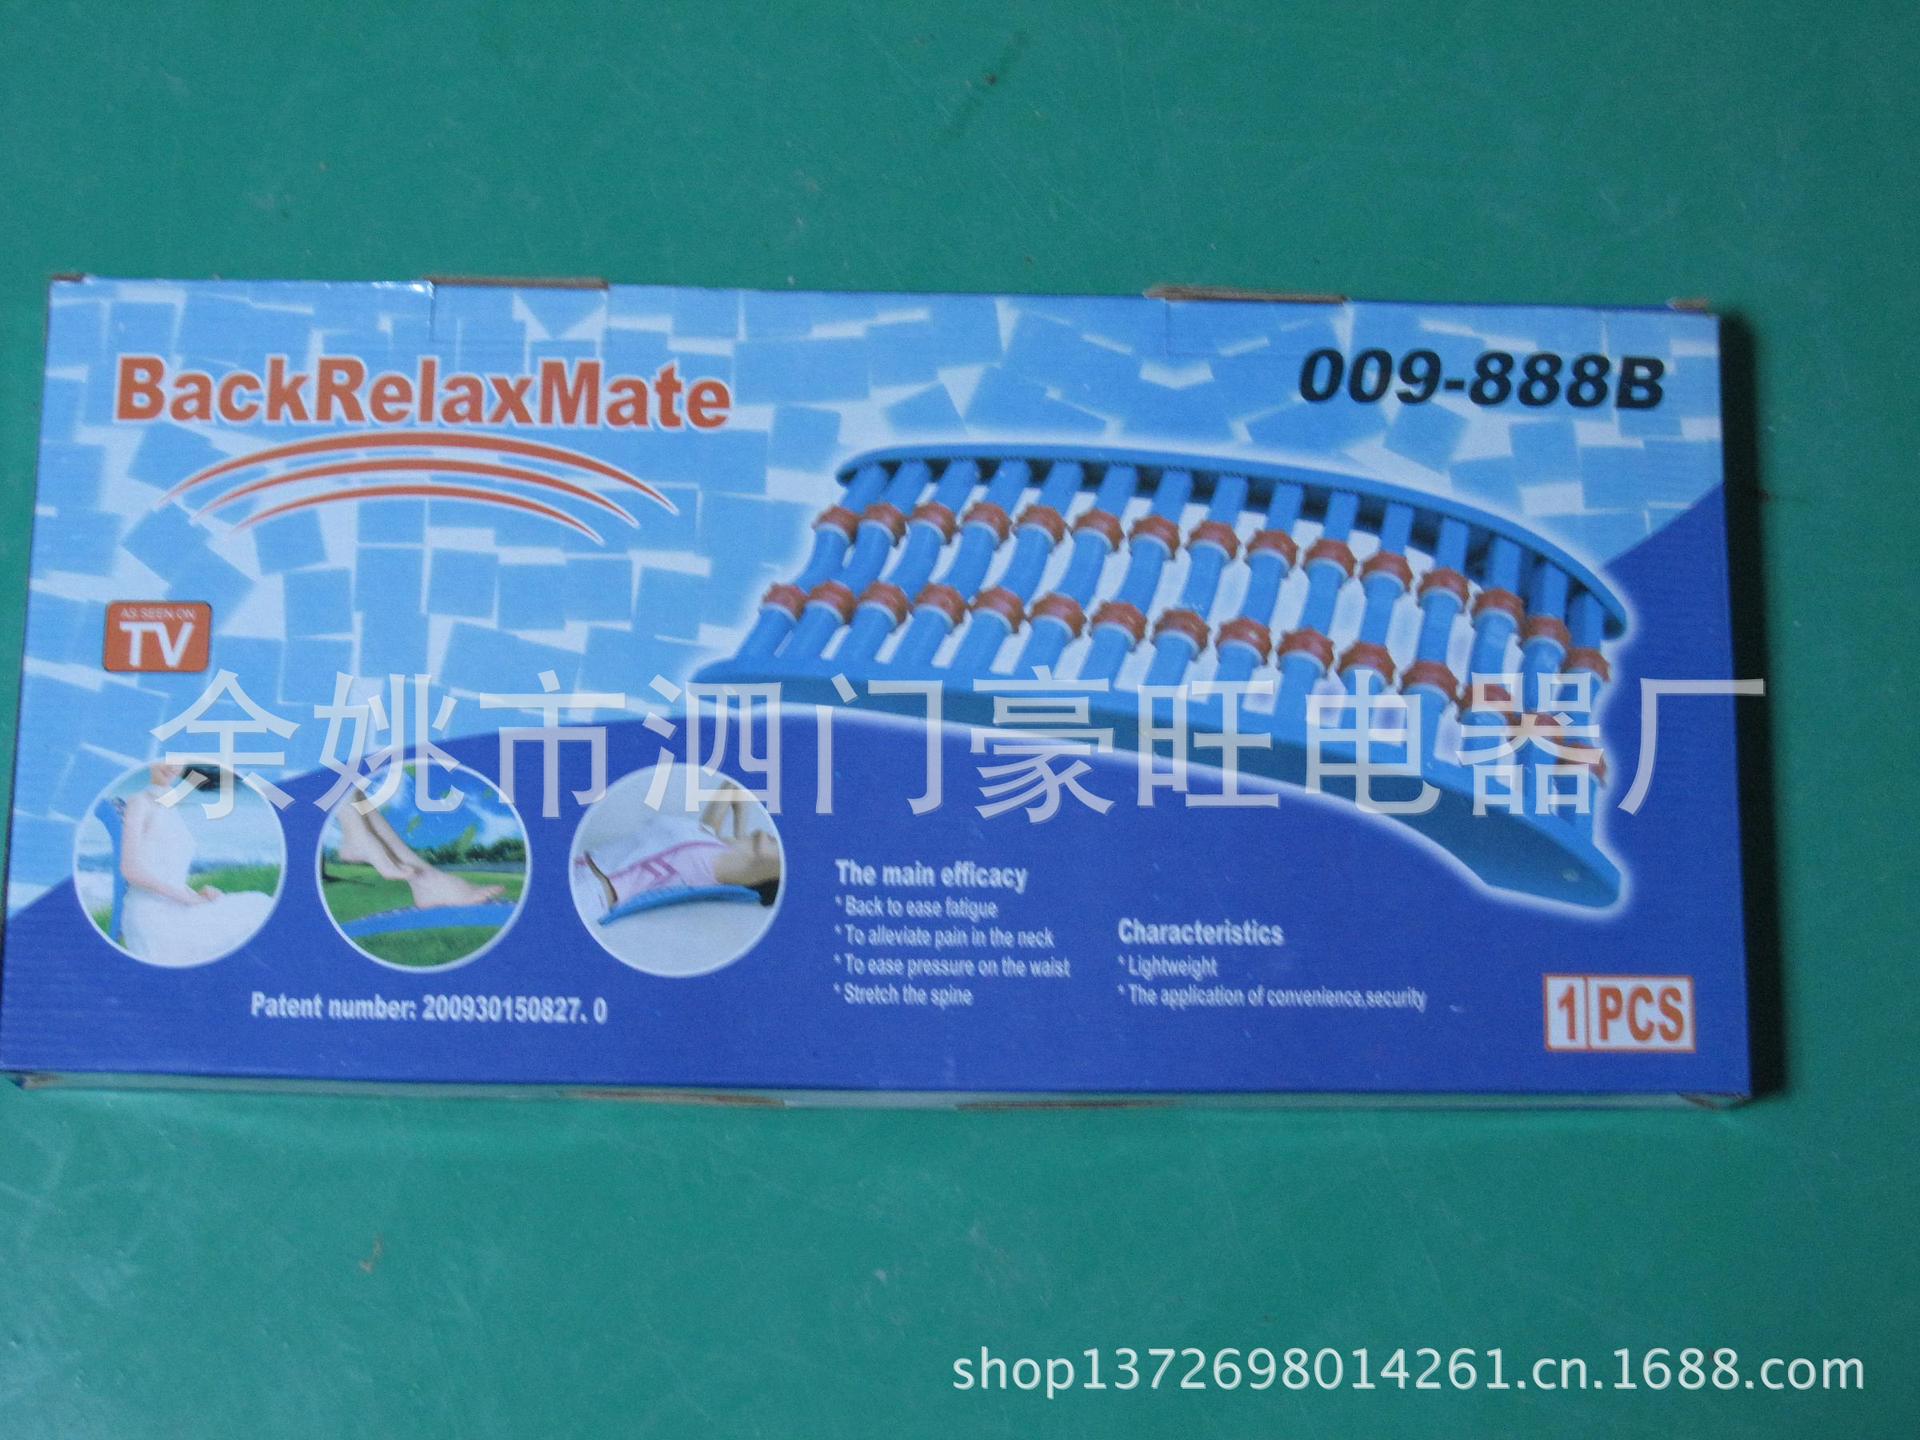 BackRelaxMate
009-888B
AS SEEN ON
TV
余姚市泗门豪旺电器厂
The main efficacy
* Back to ease fatigue
* To alleviate pain in the neck
* To ease pressure on the waist
* Stretch the spine
Characteristics
* Lightweight
* The application of convenience,security
Patent number: 200930150827.0
1 PCS
shop1372698014261.cn.1688.com